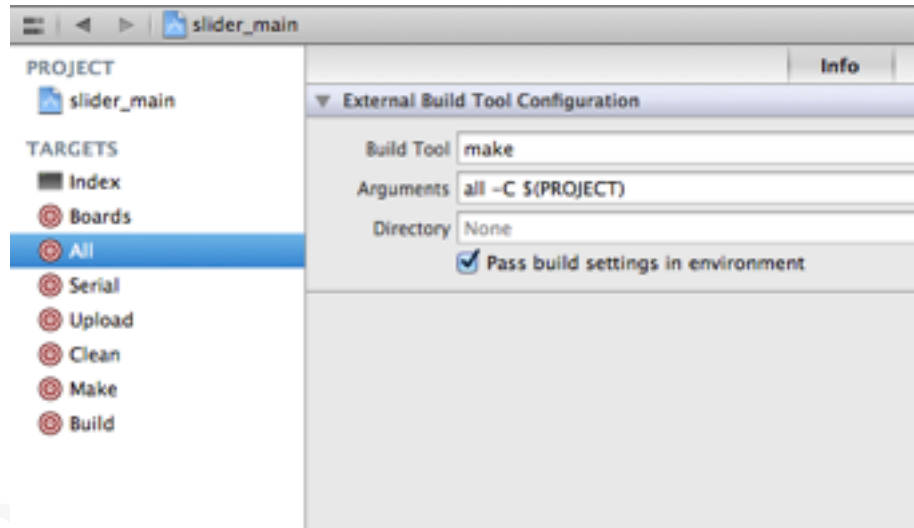 slider_main
PROJECT
slider_main
TARGETS
Index
Boards
All
Serial
Upload
Clean
Make
Build
Info
External Build Tool Configuration
Build Tool make
Arguments all -C $(PROJECT)
Directory None
Pass build settings in environment